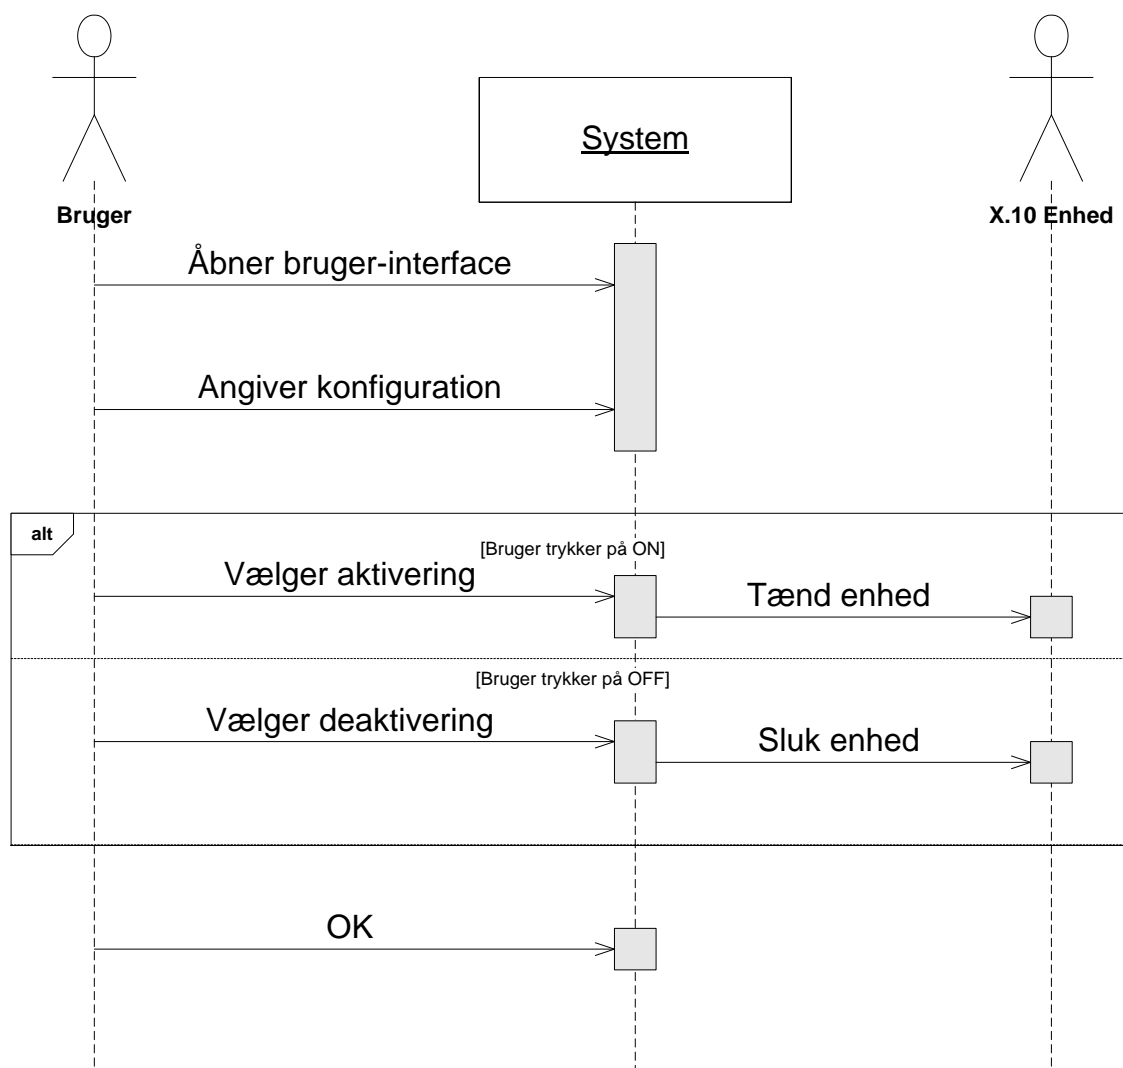 System
Bruger
X.10 Enhed
Åbner bruger-interface
Angiver konfiguration
alt
[Bruger trykker på ON]
Vælger aktivering
Tænd enhed
[Bruger trykker på OFF]
Vælger deaktivering
Sluk enhed
OK